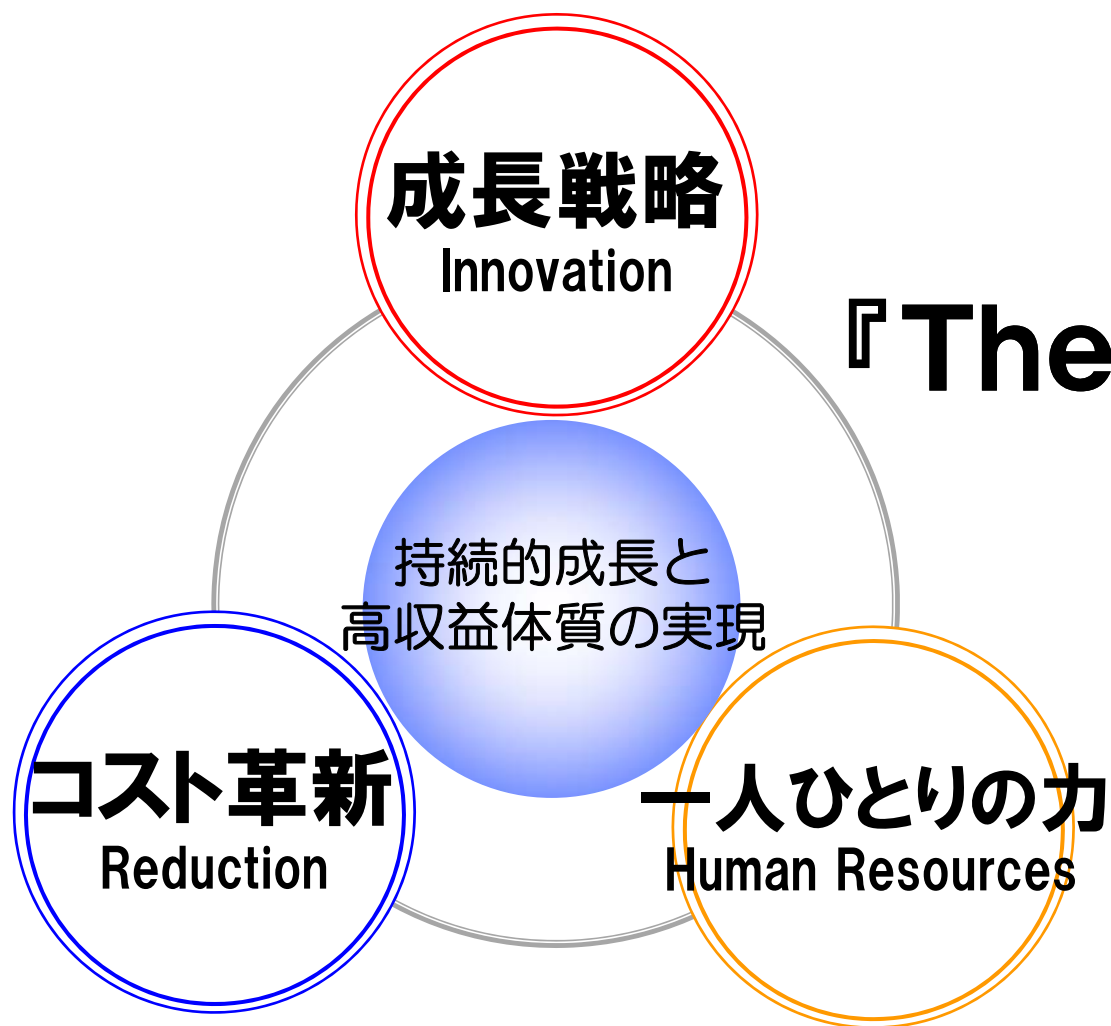 成長戦略
Innovation
『The
持続的成長と
高収益体質の実現
コスト革新
Reduction
一人ひとりの力
Human Resources